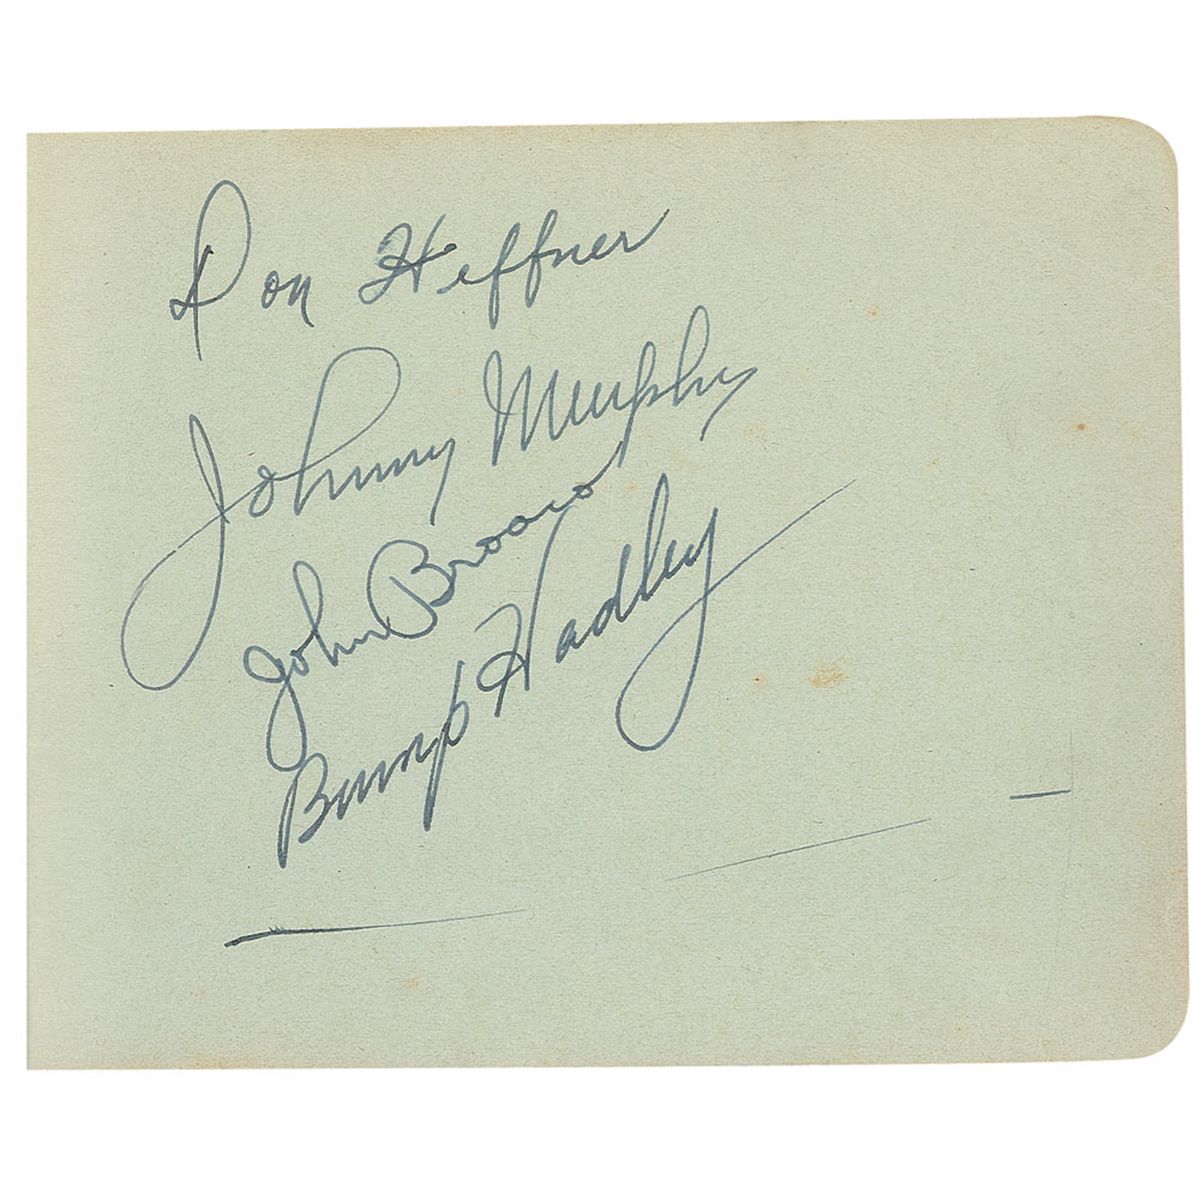 Don Heffner
Johnny Murphy
John Broaca
Bump Hadley